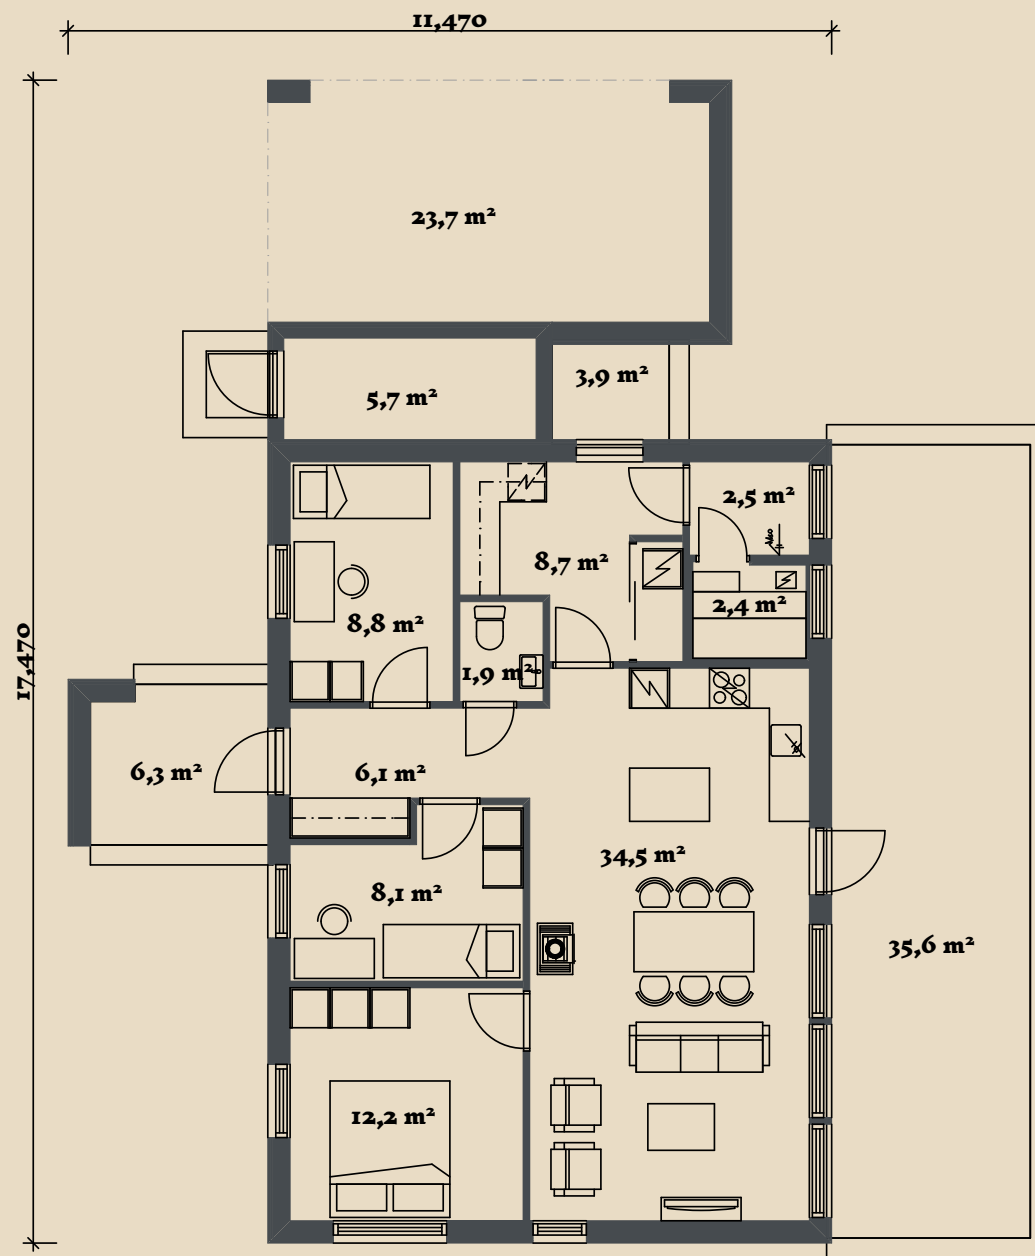 11,470
23,7 m²
3,9 m²
5,7 m²
2,5 m²
8,7 m²
2,4 m²
8,8 m²
17,470
1,9 m²
6,3 m²
6,1 m²
34,5 m²
8,1 m²
35,6 m²
12,2 m²